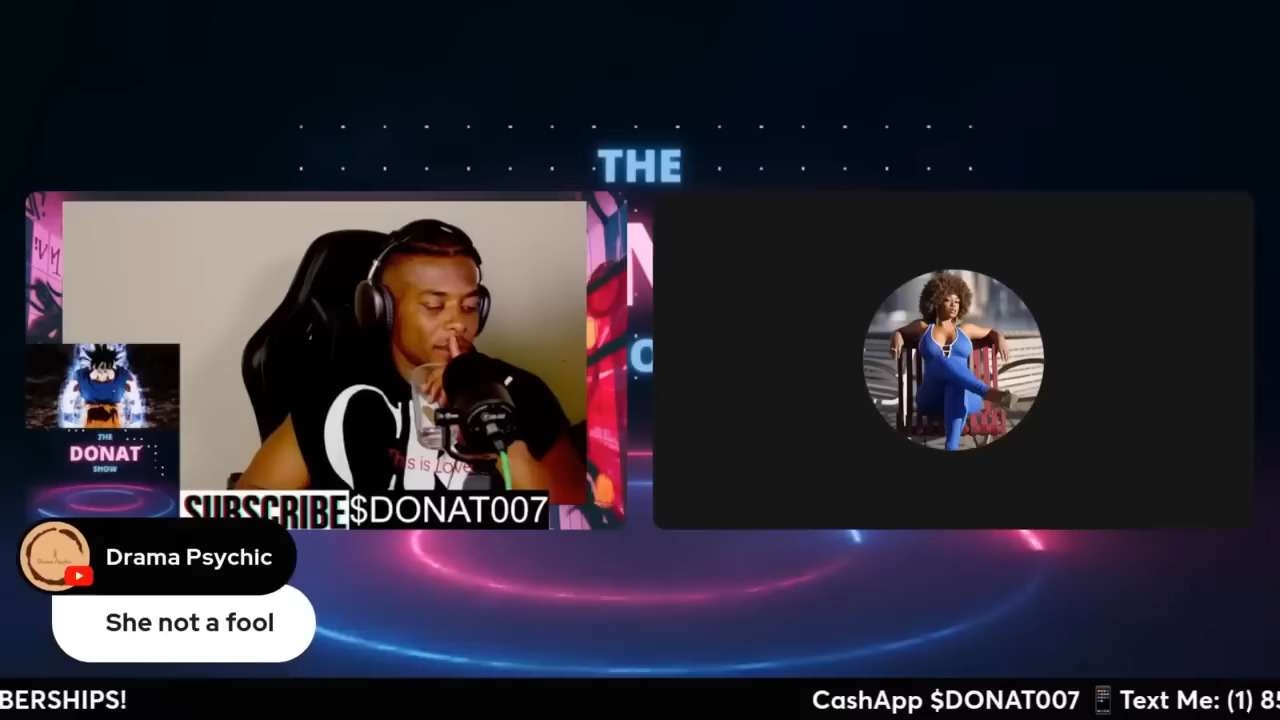 THE
THE
DONAT
SHOW
This is Love
SUBSCRIBE
$DONAT007
Drama Psychic
She not a fool
BERSHIPS!
CashApp $DONAT007 📱 Text Me: (1) 85